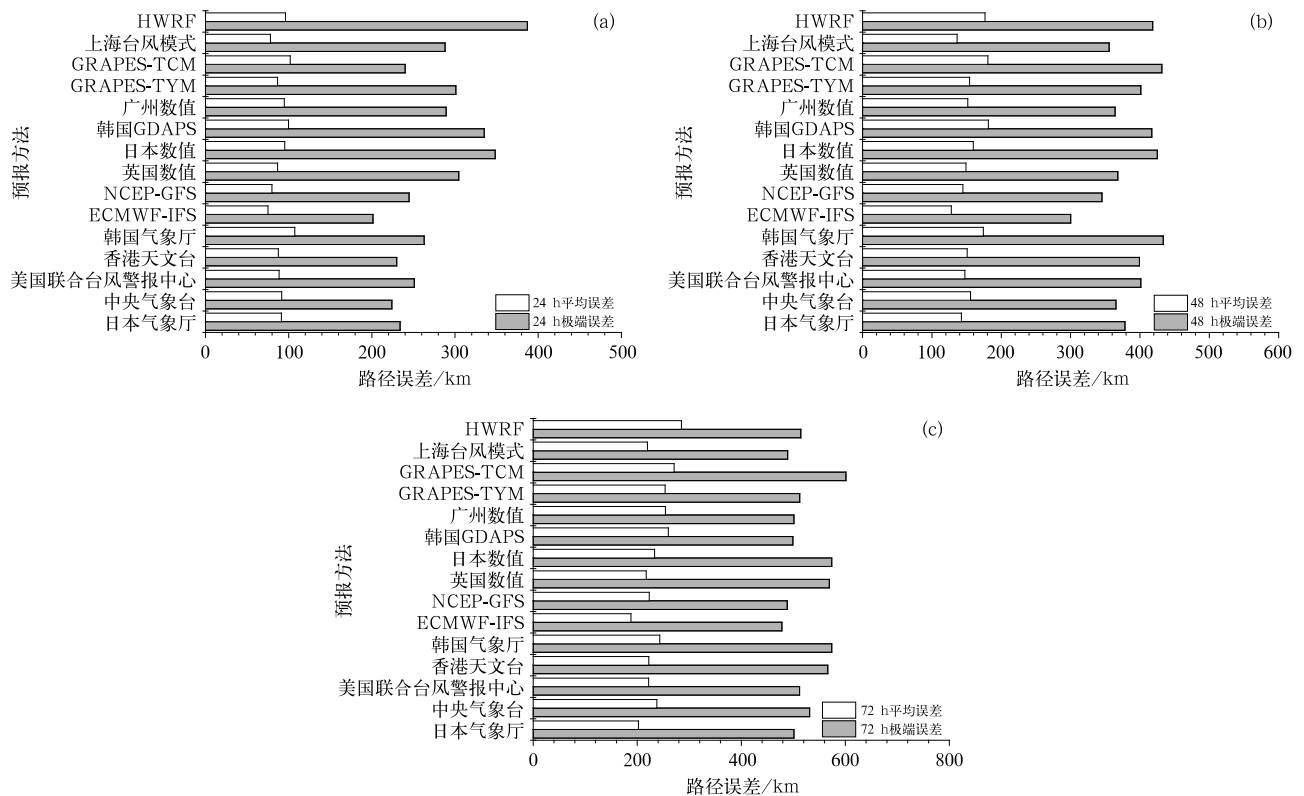 (a)
预报方法
HWRF
上海台风模式
GRAPES-TCM
GRAPES-TYM
广州数值
韩国GDAPS
日本数值
英国数值
NCEP-GFS
ECMWF-IFS
韩国气象厅
香港天文台
美国联合台风警报中心
中央气象台
日本气象厅
24 h平均误差
24 h极端误差
0 100 200 300 400 500
路径误差/km
(b)
预报方法
HWRF
上海台风模式
GRAPES-TCM
GRAPES-TYM
广州数值
韩国GDAPS
日本数值
英国数值
NCEP-GFS
ECMWF-IFS
韩国气象厅
香港天文台
美国联合台风警报中心
中央气象台
日本气象厅
48 h平均误差
48 h极端误差
0 100 200 300 400 500 600
路径误差/km
(c)
预报方法
HWRF
上海台风模式
GRAPES-TCM
GRAPES-TYM
广州数值
韩国GDAPS
日本数值
英国数值
NCEP-GFS
ECMWF-IFS
韩国气象厅
香港天文台
美国联合台风警报中心
中央气象台
日本气象厅
72 h平均误差
72 h极端误差
0 200 400 600 800
路径误差/km